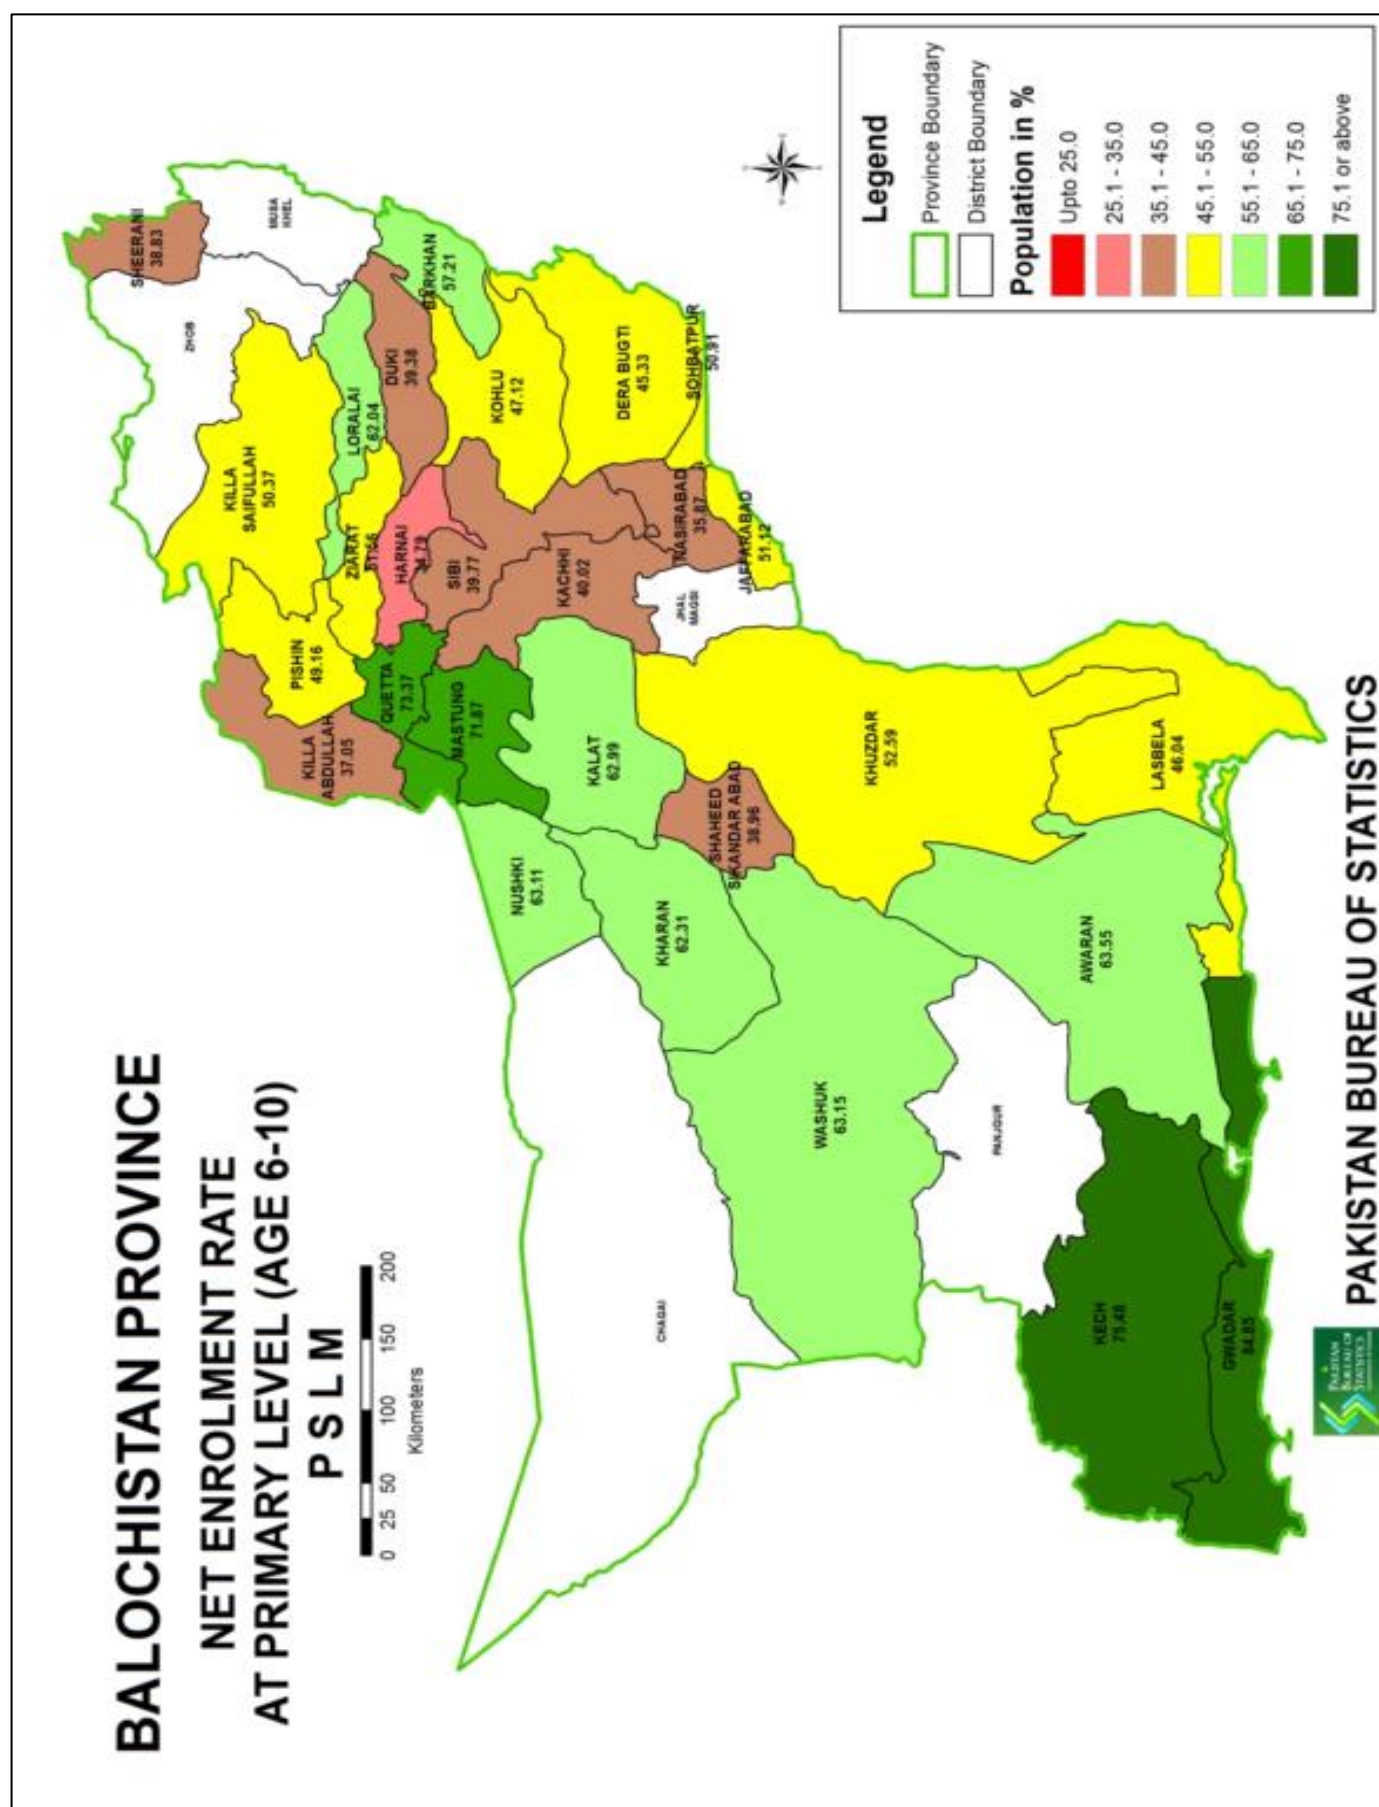 BALOCHISTAN PROVINCE
NET ENROLMENT RATE
AT PRIMARY LEVEL (AGE 6-10)
P S L M
0 25 50 100 150 200
Kilometers
SHEERANI
38.83
MUSA
KHEL
ZHOB
KILLA
SAIFULLAH
50.37
LORALAI
62.04
DUKI
39.38
BARKHAN
57.21
PISHIN
49.16
ZIARAT
HARNAI
KOHLU
47.12
DERA BUGTI
45.33
SOHBATPUR
50.91
KILLA
ABDULLAH
37.05
QUETTA
73.37
SIBI
39.77
KACHHI
40.02
NASIRABAD
35.87
JAFFARABAD
51.12
MASTUNG
71.87
JHAL
MAGSI
NUSHKI
63.11
KALAT
62.99
SHAHEED
SIKANDAR ABAD
38.96
KHUZDAR
52.59
LASBELA
46.04
KHARAN
62.31
AWARAN
63.55
CHAGAI
WASHUK
63.15
PANJGUR
KECH
75.48
GWADAR
84.85
Legend
Province Boundary
District Boundary
Population in %
Upto 25.0
25.1 - 35.0
35.1 - 45.0
45.1 - 55.0
55.1 - 65.0
65.1 - 75.0
75.1 or above
PAKISTAN
BUREAU OF
STATISTICS
PAKISTAN BUREAU OF STATISTICS